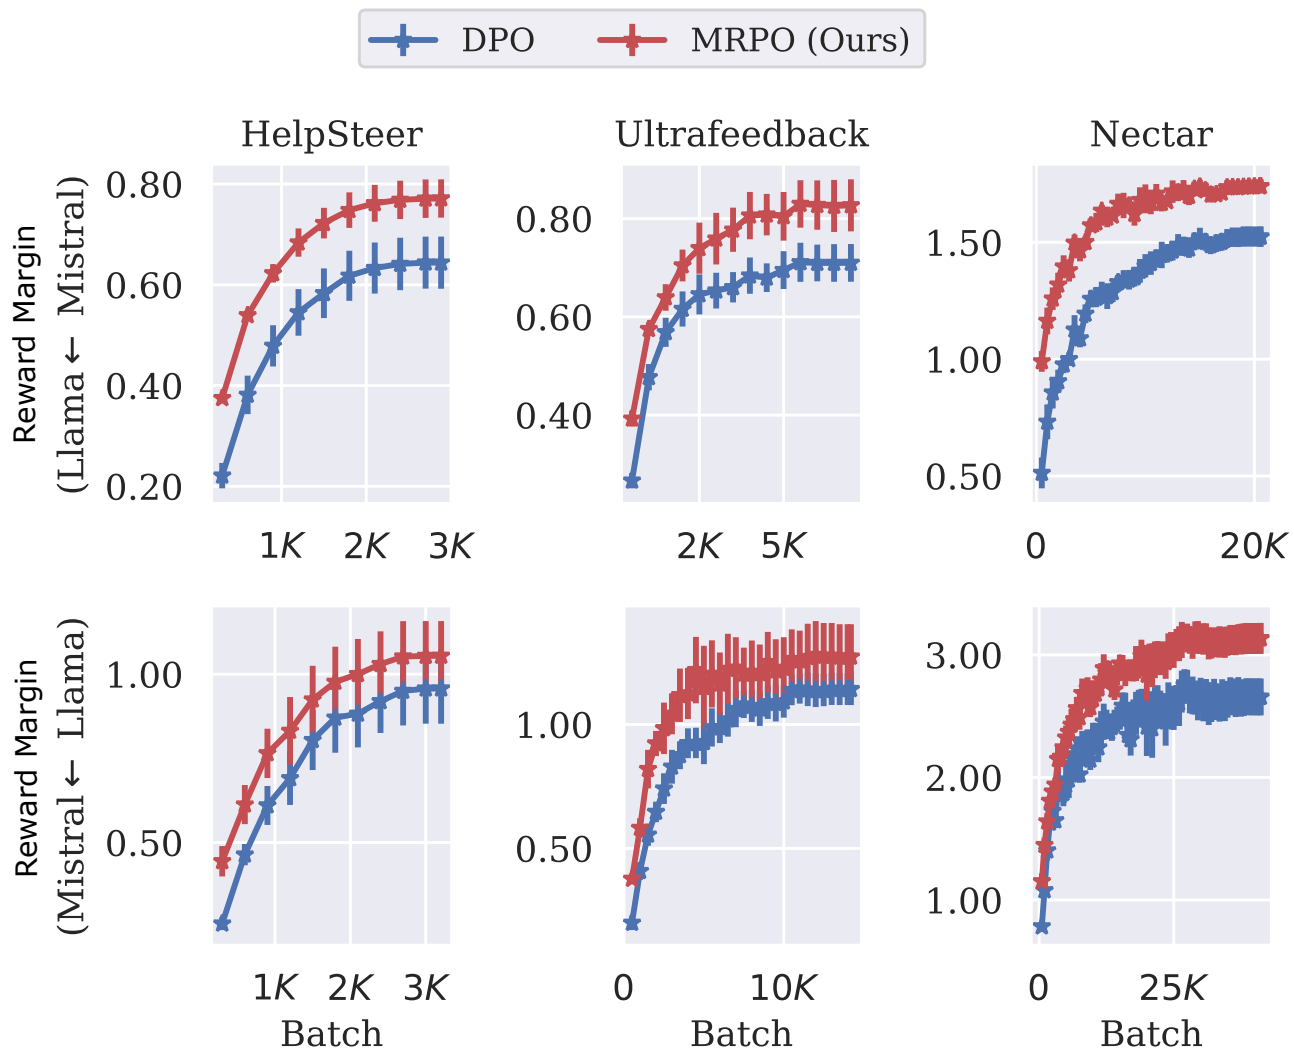 DPO
MRPO (Ours)
HelpSteer
Ultrafeedback
Nectar
Reward Margin
(Llama ← Mistral)
0.80
0.60
0.40
0.20
1K
2K
3K
0.80
0.60
0.40
2K
5K
1.50
1.00
0.50
0
20K
Reward Margin
(Mistral ← Llama)
1.00
0.50
1K
2K
3K
Batch
1.00
0.50
0
10K
Batch
3.00
2.00
1.00
0
25K
Batch